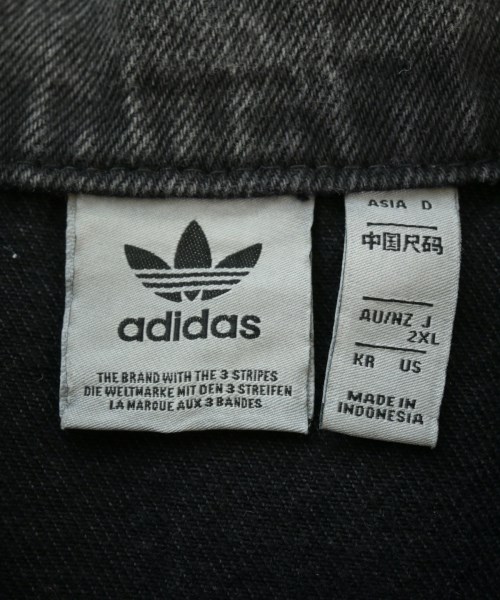 adidas
THE BRAND WITH THE 3 STRIPES
DIE WELTMARKE MIT DEN 3 STREIFEN
LA MARQUE AUX 3 BANDES
ASIA D
中国尺码
AU/NZ J
2XL
KR US
MADE IN
INDONESIA